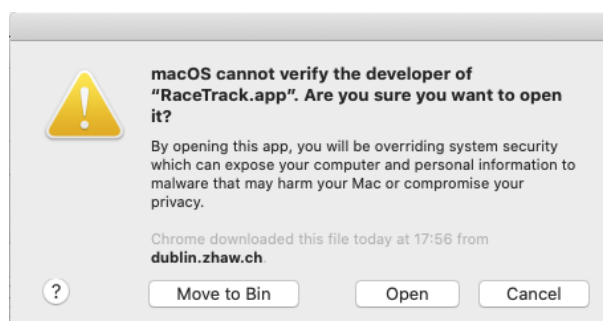 macOS cannot verify the developer of
“RaceTrack.app”. Are you sure you want to open
it?
By opening this app, you will be overriding system security
which can expose your computer and personal information to
malware that may harm your Mac or compromise your
privacy.
Chrome downloaded this file today at 17:56 from
dublin.zhaw.ch.
? Move to Bin Open Cancel